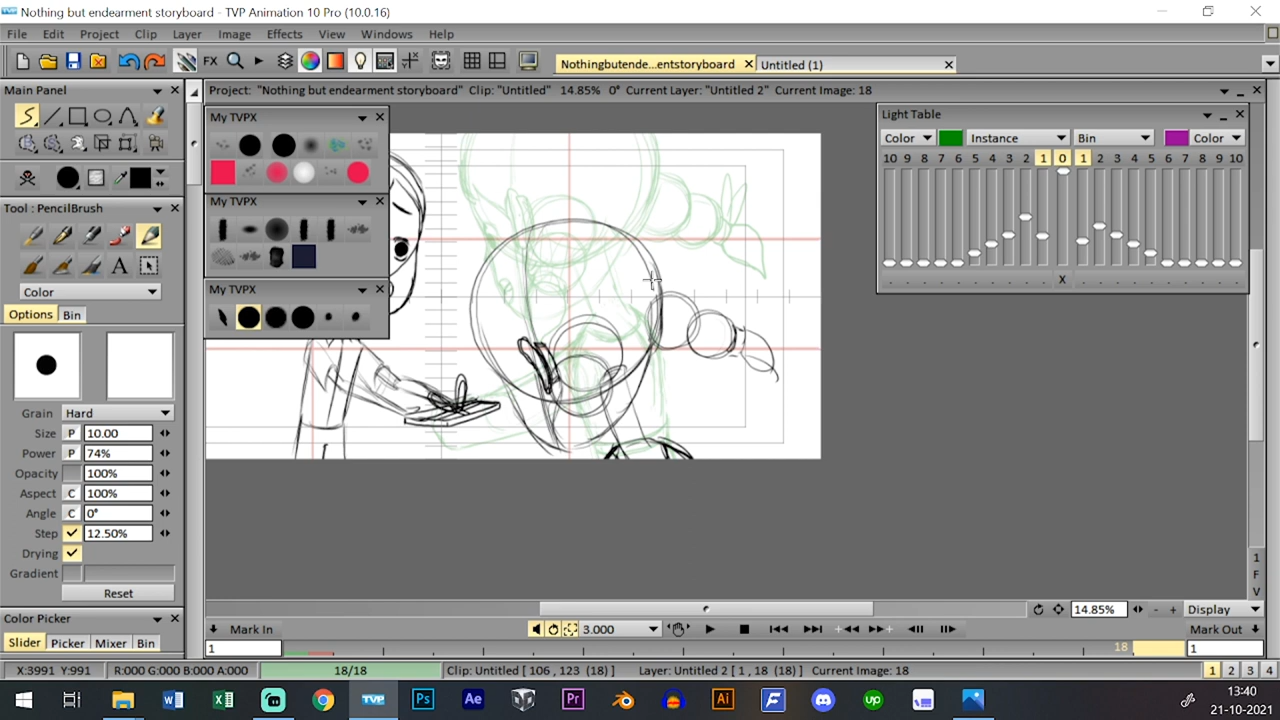 Nothing but endearment storyboard - TVP Animation 10 Pro (10.0.16)
File Edit Project Clip Layer Image Effects View Windows Help
FX
Nothingbutende...entstoryboard
Untitled (1)
Main Panel
Project: "Nothing but endearment storyboard" Clip: "Untitled" 14.85% 0° Current Layer: "Untitled 2" Current Image: 18
My TVPX
Light Table
Color Instance Bin Color
10 9 8 7 6 5 4 3 2 1 0 1 2 3 4 5 6 7 8 9 10
X
My TVPX
My TVPX
Tool : PencilBrush
A
Color
Options Bin
Grain Hard
Size P 10.00
Power P 74%
Opacity 100%
Aspect C 100%
Angle C 0°
Step 12.50%
Drying
Gradient
Reset
Color Picker
Slider Picker Mixer Bin
1
F
V
14.85% - + Display
Mark In 3.000 Mark Out
1 18 1
X:3991 Y:991 R:000 G:000 B:000 A:000 18/18 Clip: Untitled [ 106 , 123 (18) ] Layer: Untitled 2 [ 1 , 18 (18) ] Current Image: 18 1 2 3 4
TVP Ps Ae Pr Ai F up
13:40
21-10-2021